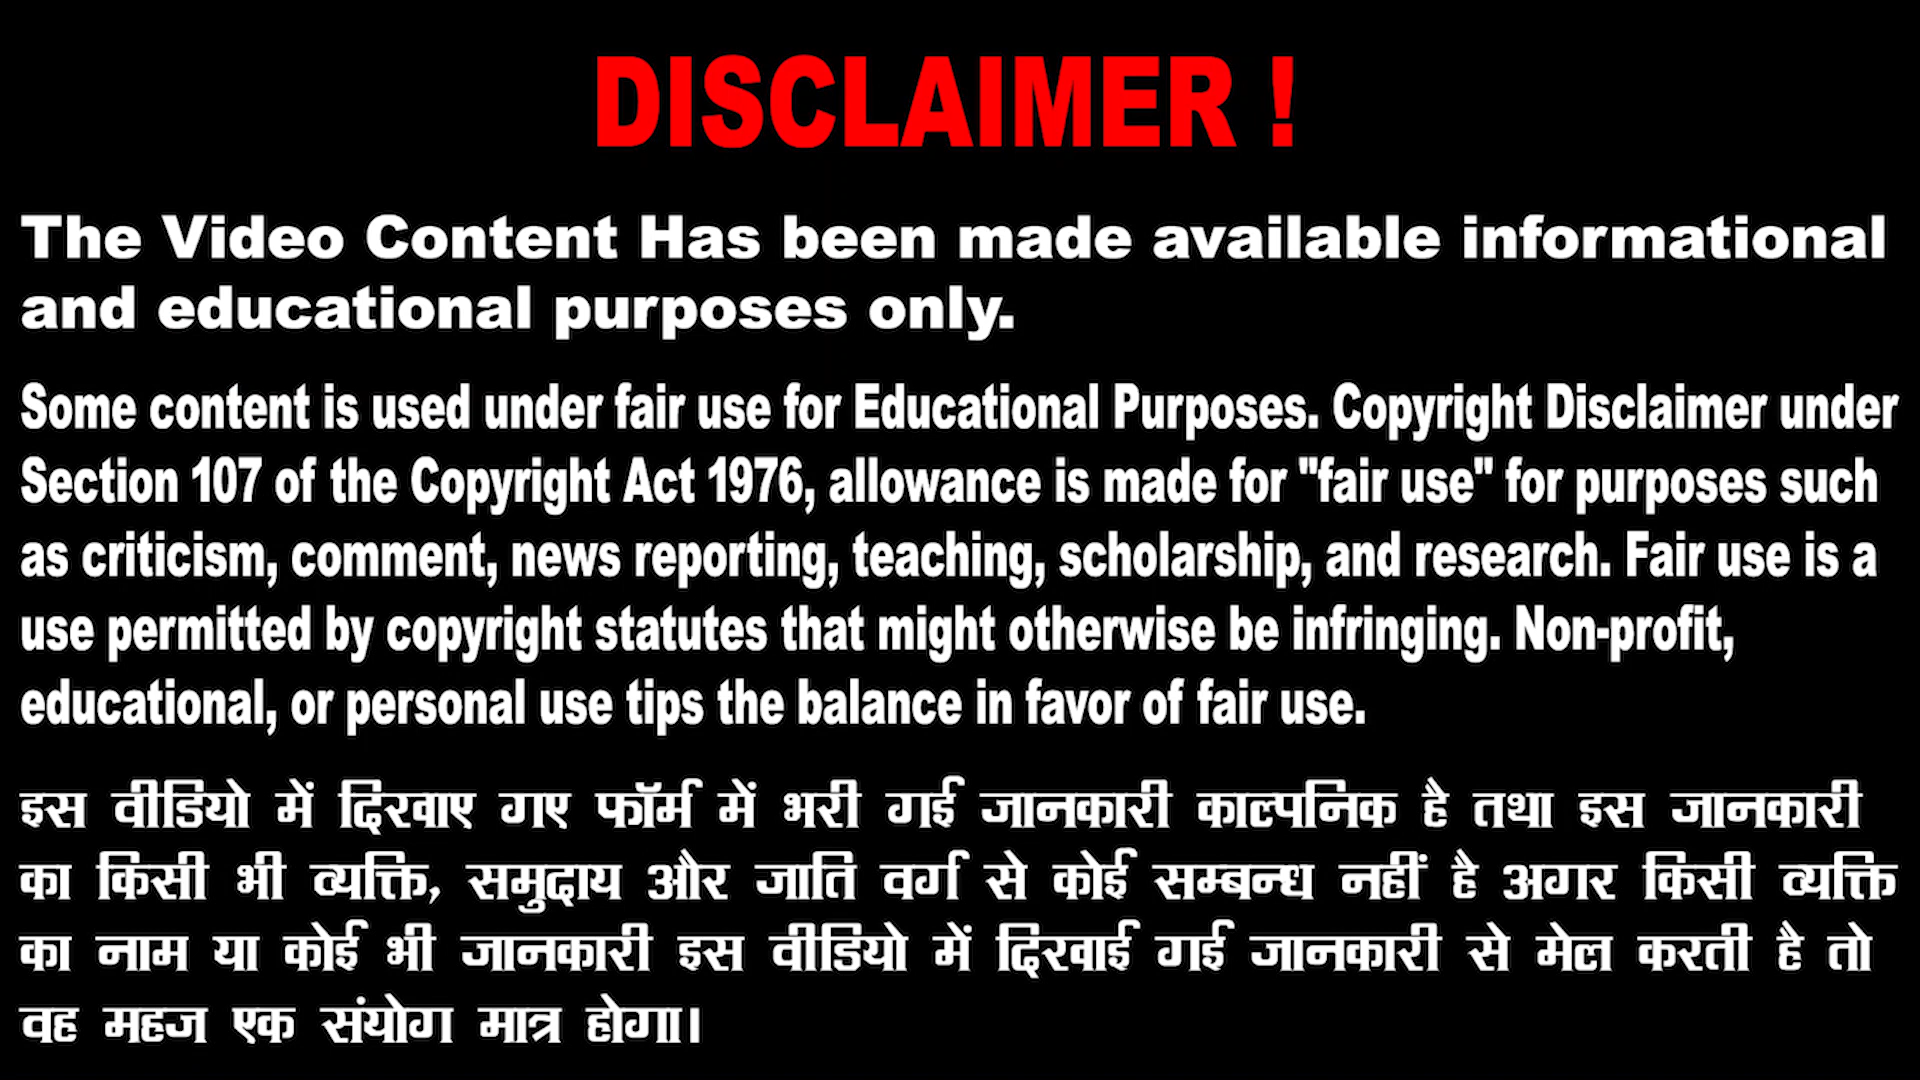 DISCLAIMER !
The Video Content Has been made available informational
and educational purposes only.
Some content is used under fair use for Educational Purposes. Copyright Disclaimer under
Section 107 of the Copyright Act 1976, allowance is made for "fair use" for purposes such
as criticism, comment, news reporting, teaching, scholarship, and research. Fair use is a
use permitted by copyright statutes that might otherwise be infringing. Non-profit,
educational, or personal use tips the balance in favor of fair use.
इस वीडियो में दिखाए गए फॉर्म में भरी गई जानकारी काल्पनिक है तथा इस जानकारी
का किसी भी व्यक्ति, समुदाय और जाति वर्ग से कोई सम्बन्ध नहीं है अगर किसी व्यक्ति
का नाम या कोई भी जानकारी इस वीडियो में दिखाई गई जानकारी से मेल करती है तो
वह महज एक संयोग मात्र होगा।